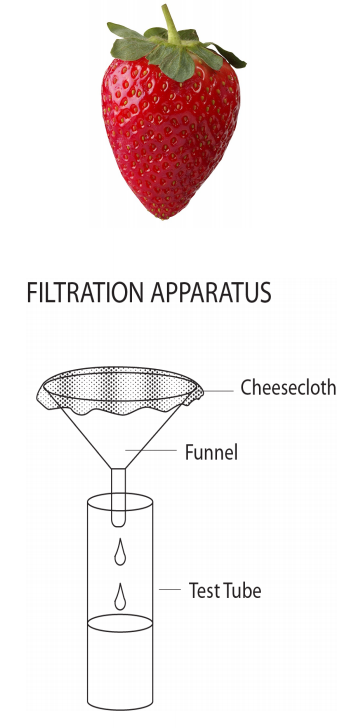 FILTRATION APPARATUS
Cheesecloth
Funnel
Test Tube